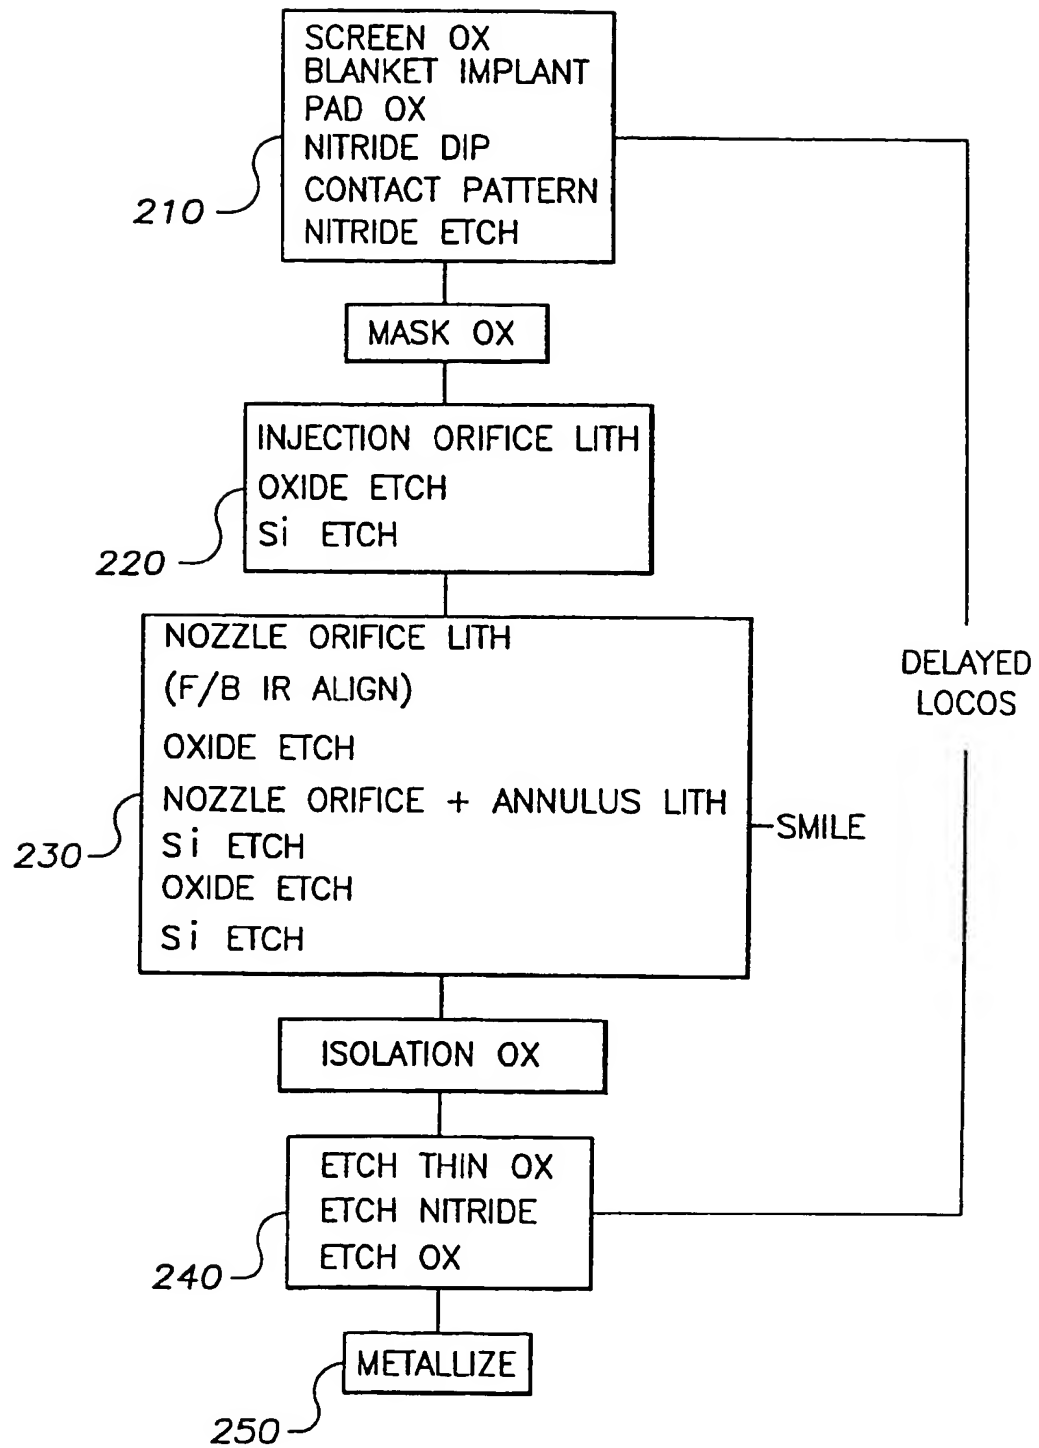 SCREEN OX
BLANKET IMPLANT
PAD OX
NITRIDE DIP
CONTACT PATTERN
NITRIDE ETCH
210
MASK OX
INJECTION ORIFICE LITH
OXIDE ETCH
Si ETCH
220
NOZZLE ORIFICE LITH
(F/B IR ALIGN)
OXIDE ETCH
NOZZLE ORIFICE + ANNULUS LITH
Si ETCH
OXIDE ETCH
Si ETCH
230
SMILE
DELAYED
LOCOS
ISOLATION OX
ETCH THIN OX
ETCH NITRIDE
ETCH OX
240
METALLIZE
250